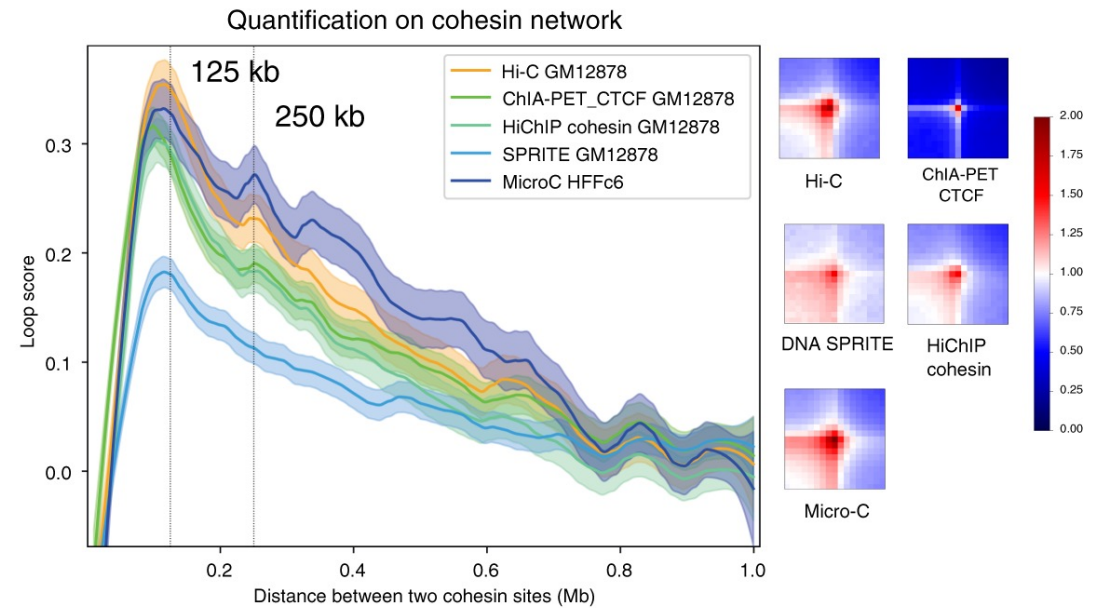 Quantification on cohesin network
125 kb
250 kb
Hi-C GM12878
ChIA-PET_CTCF GM12878
HiChIP cohesin GM12878
SPRITE GM12878
MicroC HFFc6
Loop score
0.3
0.2
0.1
0.0
0.2
0.4
0.6
0.8
1.0
Distance between two cohesin sites (Mb)
Hi-C
ChIA-PET
CTCF
DNA SPRITE
HiChIP
cohesin
Micro-C
2.00
1.75
1.50
1.25
1.00
0.75
0.50
0.25
0.00